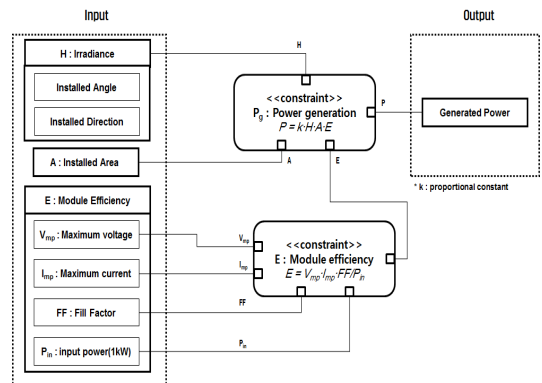 Input
Output
H : Irradiance
Installed Angle
Installed Direction
A : Installed Area
E : Module Efficiency
Vmp : Maximum voltage
Imp : Maximum current
FF : Fill Factor
Pin : input power(1kW)
H
<<constraint>>
Pg : Power generation
P = k·H·A·E
P
A
E
Generated Power
* k : proportional constant
Vmp
Imp
FF
Pin
<<constraint>>
E : Module efficiency
E = Vmp·Imp·FF/Pin